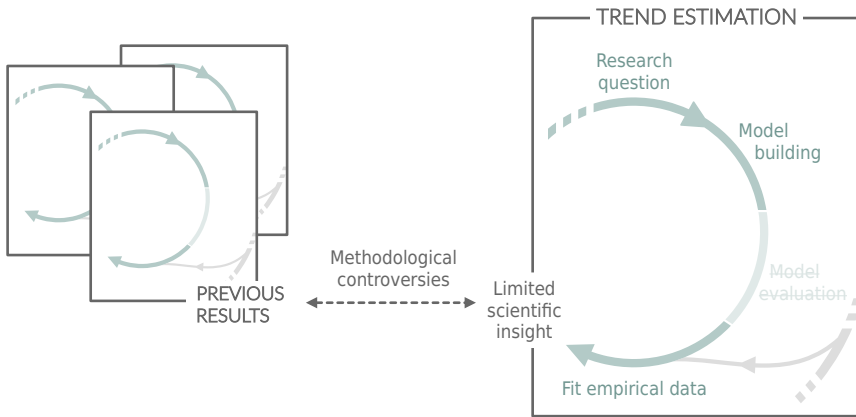 TREND ESTIMATION
Research
question
Model
building
Methodological
controversies
Model
evaluation
PREVIOUS
RESULTS
Limited
scientific
insight
Fit empirical data